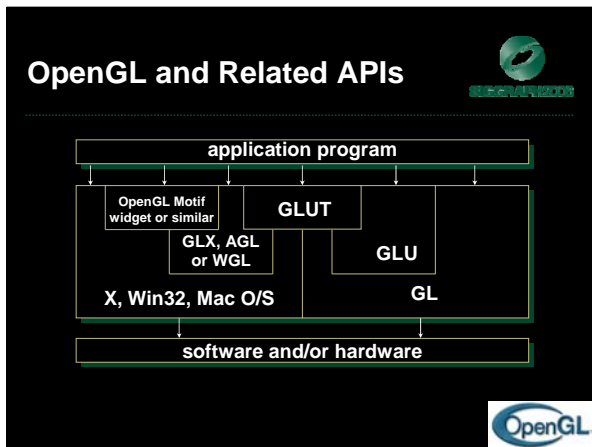 OpenGL and Related APIs
SIGGRAPH2005
application program
OpenGL Motif
widget or similar
GLUT
GLX, AGL
or WGL
GLU
X, Win32, Mac O/S
GL
software and/or hardware
OpenGL